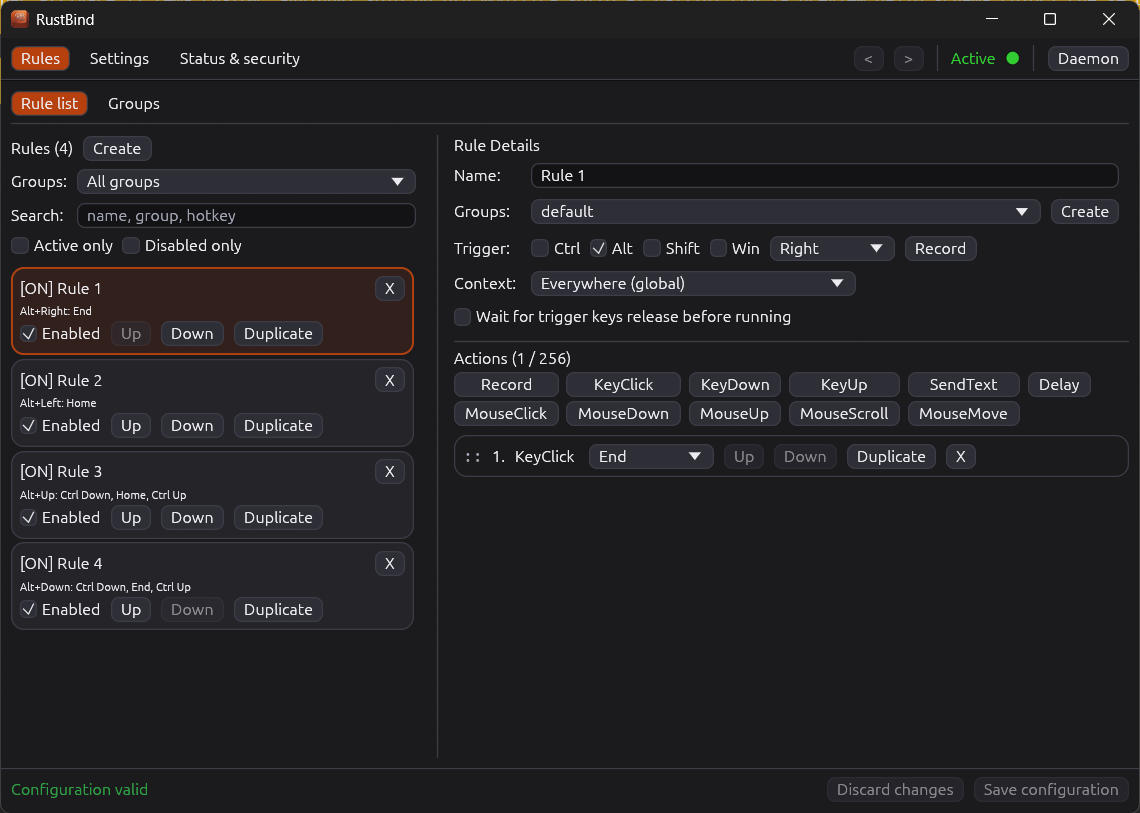 RustBind
Rules Settings Status & security < > Active Daemon
Rule list Groups
Rules (4) Create
Groups: All groups
Search: name, group, hotkey
Active only Disabled only
[ON] Rule 1 X
Alt+Right: End
Enabled Up Down Duplicate
[ON] Rule 2 X
Alt+Left: Home
Enabled Up Down Duplicate
[ON] Rule 3 X
Alt+Up: Ctrl Down, Home, Ctrl Up
Enabled Up Down Duplicate
[ON] Rule 4 X
Alt+Down: Ctrl Down, End, Ctrl Up
Enabled Up Down Duplicate
Rule Details
Name: Rule 1
Groups: default Create
Trigger: Ctrl Alt Shift Win Right Record
Context: Everywhere (global)
Wait for trigger keys release before running
Actions (1 / 256)
Record KeyClick KeyDown KeyUp SendText Delay
MouseClick MouseDown MouseUp MouseScroll MouseMove
:: 1. KeyClick End Up Down Duplicate X
Configuration valid Discard changes Save configuration